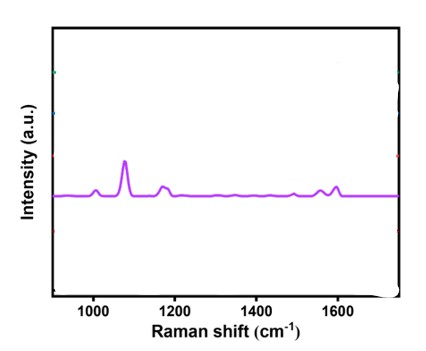 Intensity (a.u.)
1000 1200 1400 1600
Raman shift (cm⁻¹)